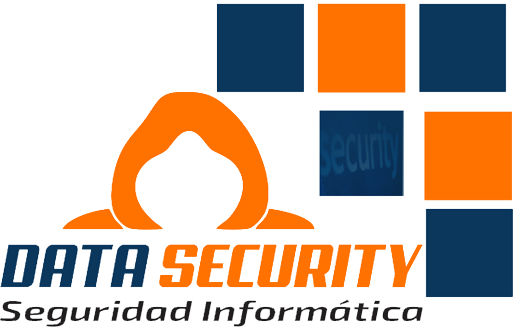 security
DATA SECURITY
Seguridad Informática